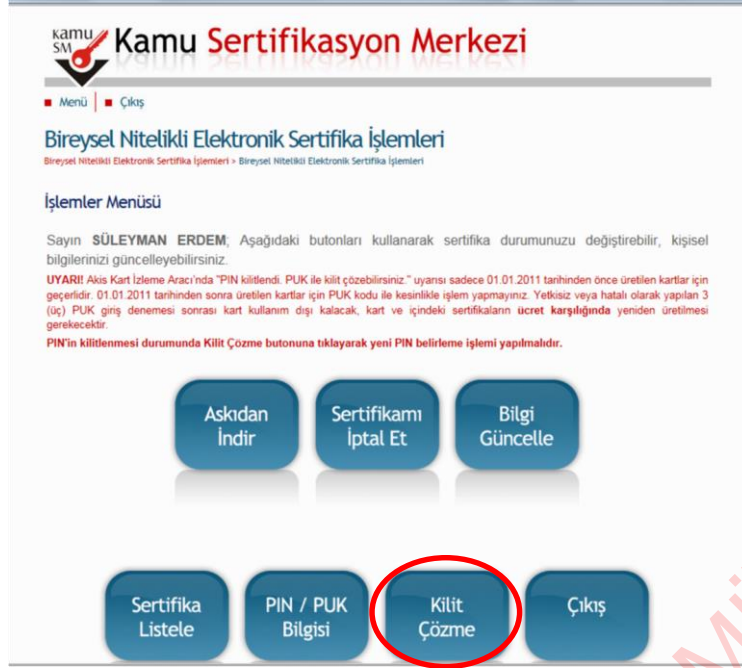 kamu SM Kamu Sertifikasyon Merkezi
Menü | Çıkış
Bireysel Nitelikli Elektronik Sertifika İşlemleri
Bireysel Nitelikli Elektronik Sertifika İşlemleri > Bireysel Nitelikli Elektronik Sertifika İşlemleri
İşlemler Menüsü
Sayın SÜLEYMAN ERDEM; Aşağıdaki butonları kullanarak sertifika durumunuzu değiştirebilir, kişisel
bilgilerinizi güncelleyebilirsiniz.
UYARI! Akis Kart İzleme Aracı'nda "PIN kilitlendi. PUK ile kilit çözebilirsiniz." uyarısı sadece 01.01.2011 tarihinden önce üretilen kartlar için
geçerlidir. 01.01.2011 tarihinden sonra üretilen kartlar için PUK kodu ile kesinlikle işlem yapmayınız. Yetkisiz veya hatalı olarak yapılan 3
(üç) PUK giriş denemesi sonrası kart kullanım dışı kalacak, kart ve içindeki sertifikaların ücret karşılığında yeniden üretilmesi
gerekecektir.
PIN'in kilitlenmesi durumunda Kilit Çözme butonuna tıklayarak yeni PIN belirleme işlemi yapılmalıdır.
Askıdan
İndir
Sertifikamı
İptal Et
Bilgi
Güncelle
Sertifika
Listele
PIN / PUK
Bilgisi
Kilit
Çözme
Çıkış